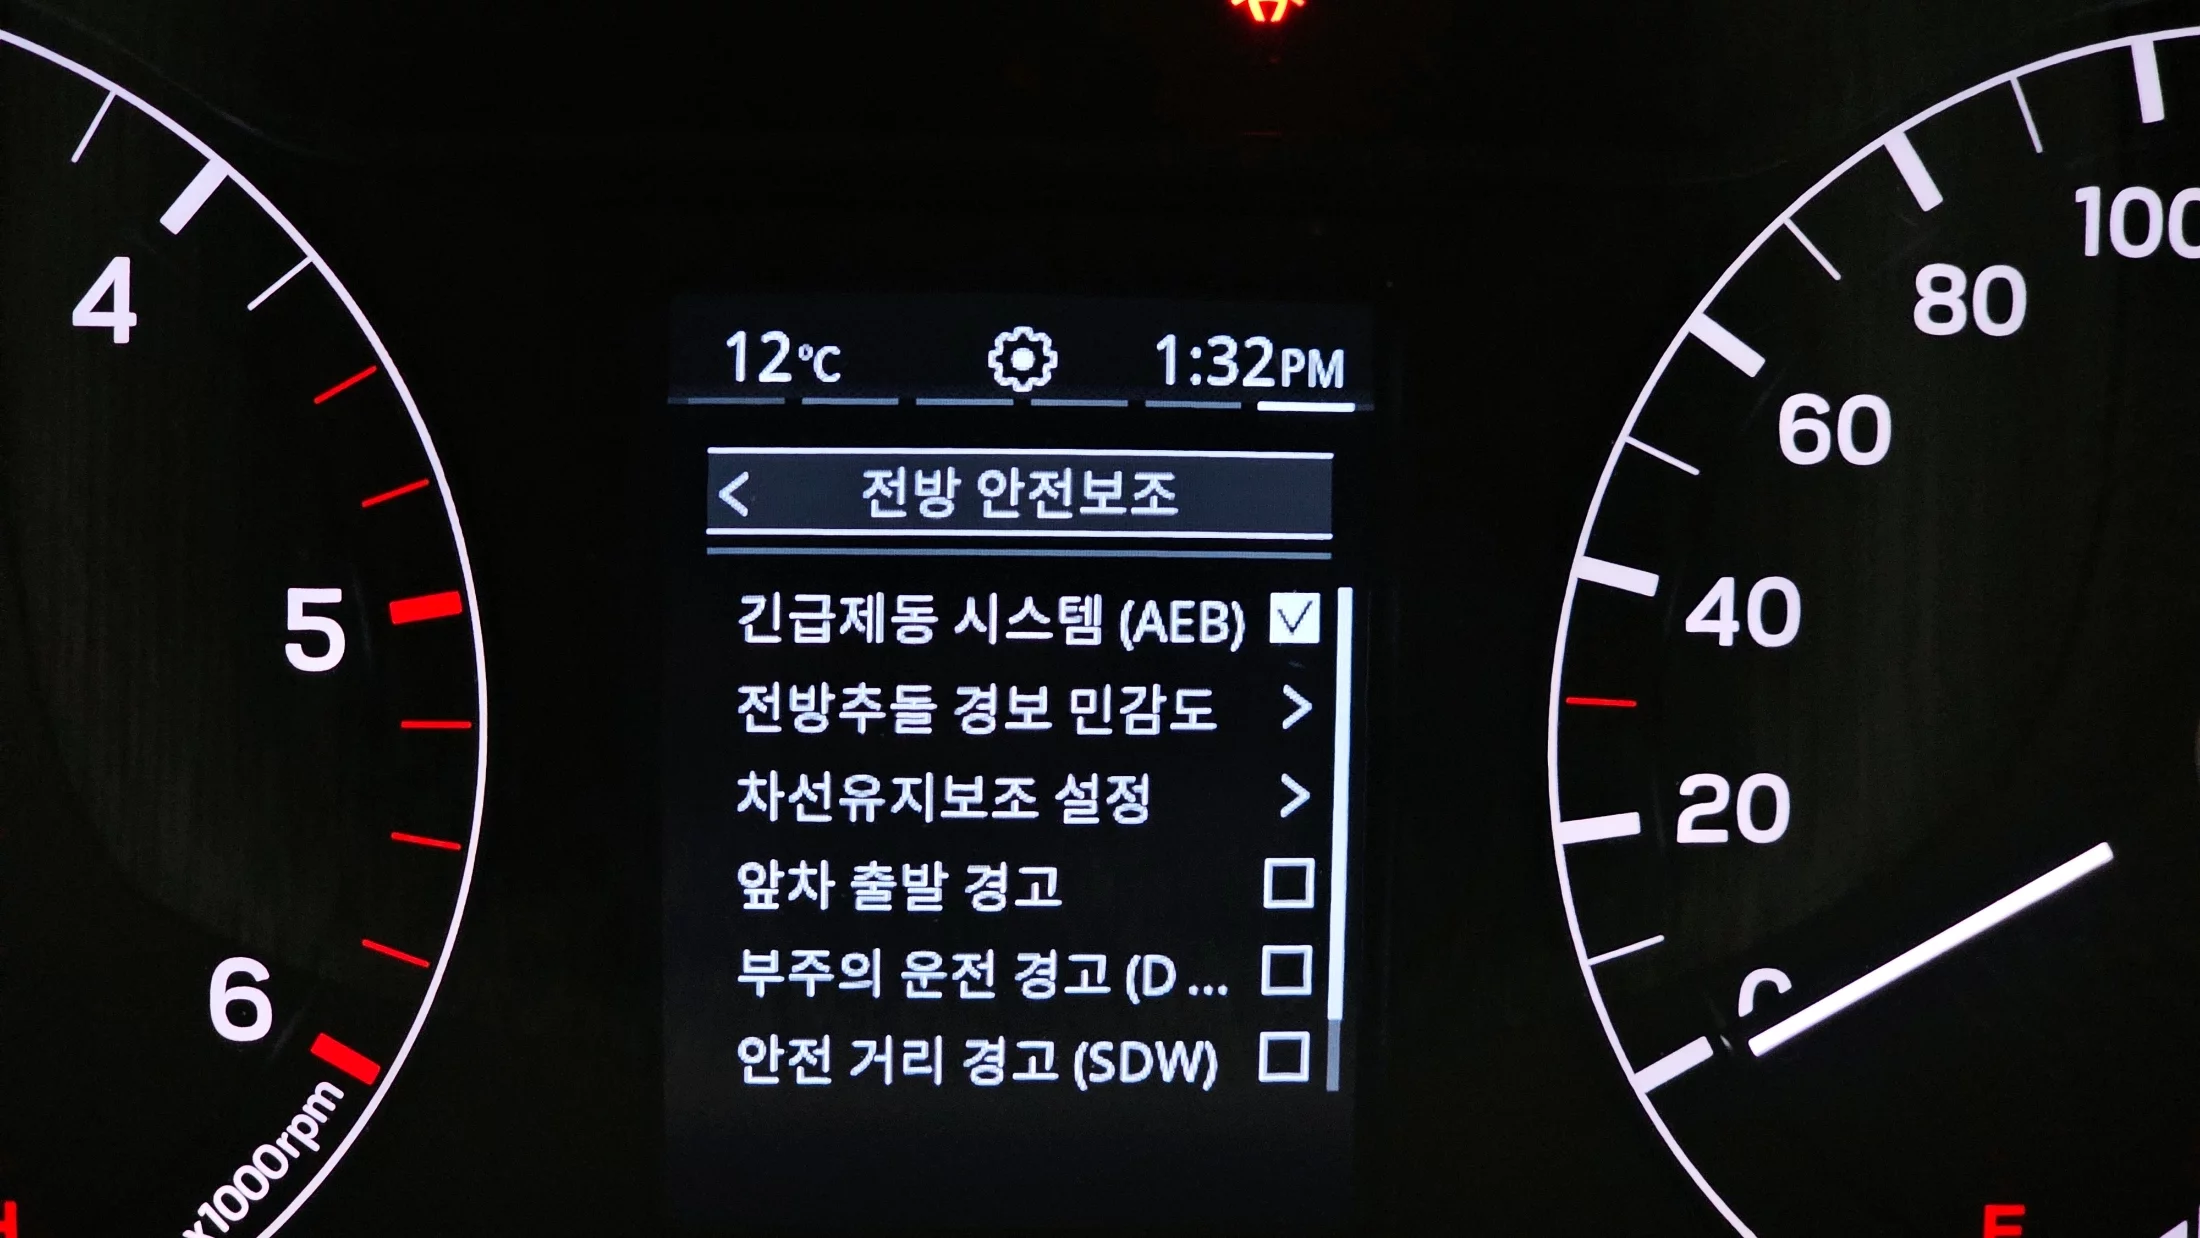 12°C 1:32PM
< 전방 안전보조
긴급제동 시스템 (AEB)
전방추돌 경보 민감도 >
차선유지보조 설정 >
앞차 출발 경고
부주의 운전 경고 (D ...
안전 거리 경고 (SDW)
4
5
6
x1000rpm
H
100
80
60
40
20
0
E